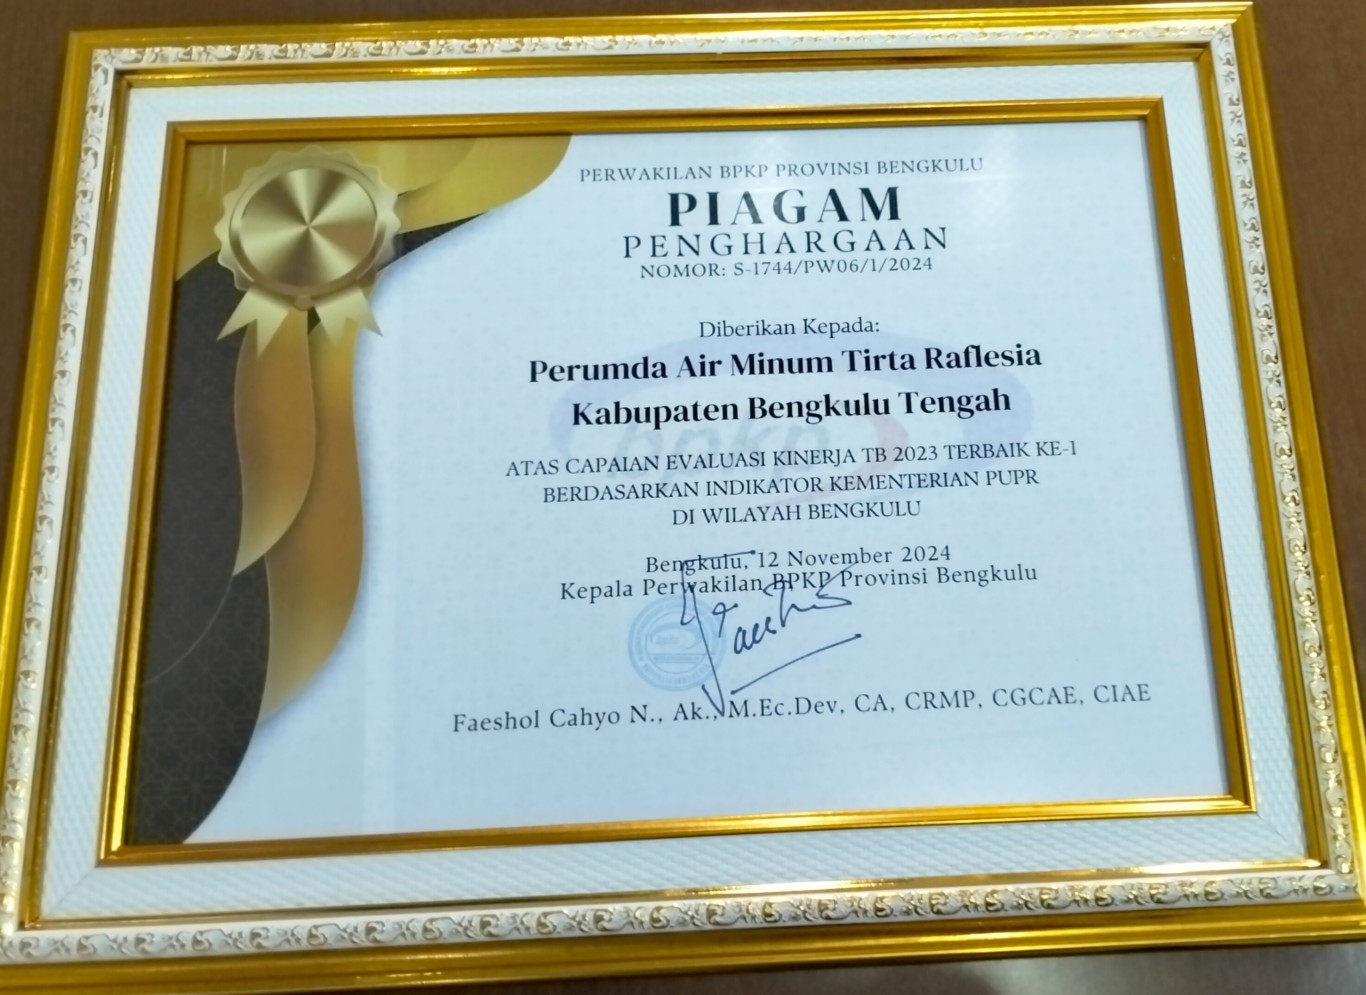 PERWAKILAN BPKP PROVINSI BENGKULU
PIAGAM
PENGHARGAAN
NOMOR: S-1744/PW06/1/2024
Diberikan Kepada:
Perumda Air Minum Tirta Raflesia
Kabupaten Bengkulu Tengah
ATAS CAPAIAN EVALUASI KINERJA TB 2023 TERBAIK KE-1
BERDASARKAN INDIKATOR KEMENTERIAN PUPR
DI WILAYAH BENGKULU
Bengkulu, 12 November 2024
Kepala Perwakilan BPKP Provinsi Bengkulu
Faeshol Cahyo N., Ak., M.Ec.Dev, CA, CRMP, CGCAE, CIAE